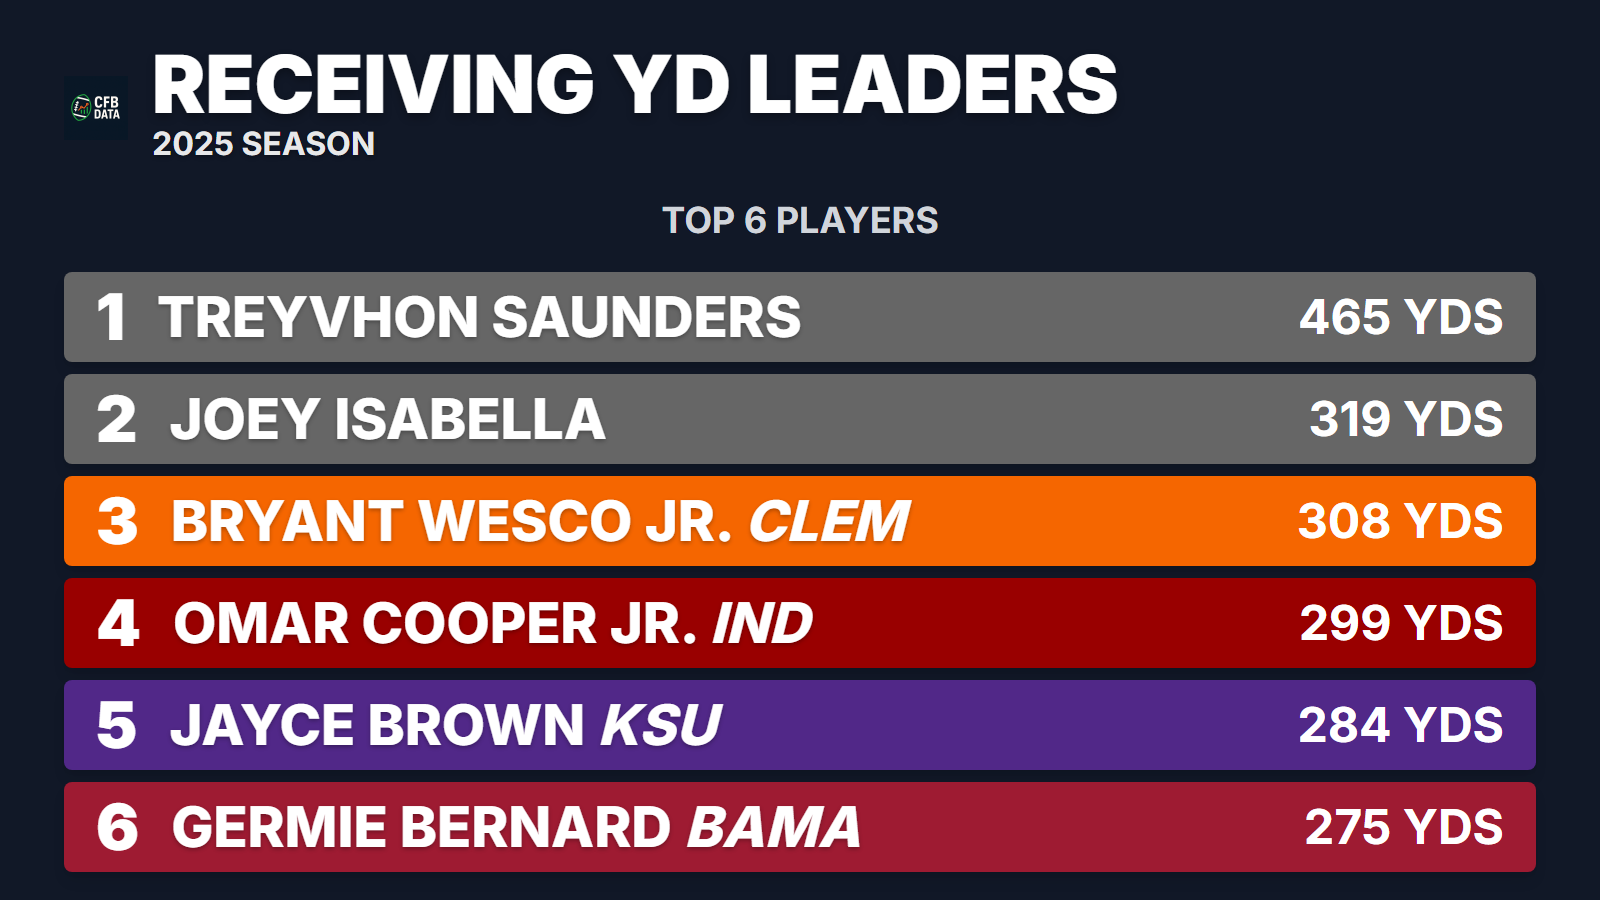 CFB
DATA
RECEIVING YD LEADERS
2025 SEASON
TOP 6 PLAYERS
1 TREYVHON SAUNDERS 465 YDS
2 JOEY ISABELLA 319 YDS
3 BRYANT WESCO JR. CLEM 308 YDS
4 OMAR COOPER JR. IND 299 YDS
5 JAYCE BROWN KSU 284 YDS
6 GERMIE BERNARD BAMA 275 YDS